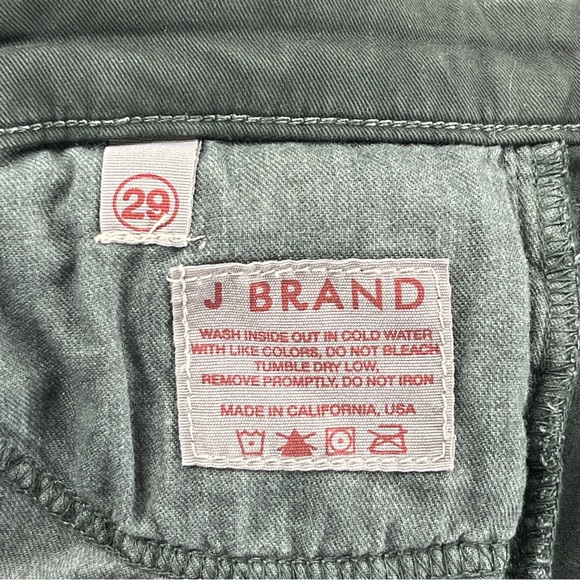 29
J BRAND
WASH INSIDE OUT IN COLD WATER
WITH LIKE COLORS, DO NOT BLEACH
TUMBLE DRY LOW,
REMOVE PROMPTLY, DO NOT IRON
MADE IN CALIFORNIA, USA